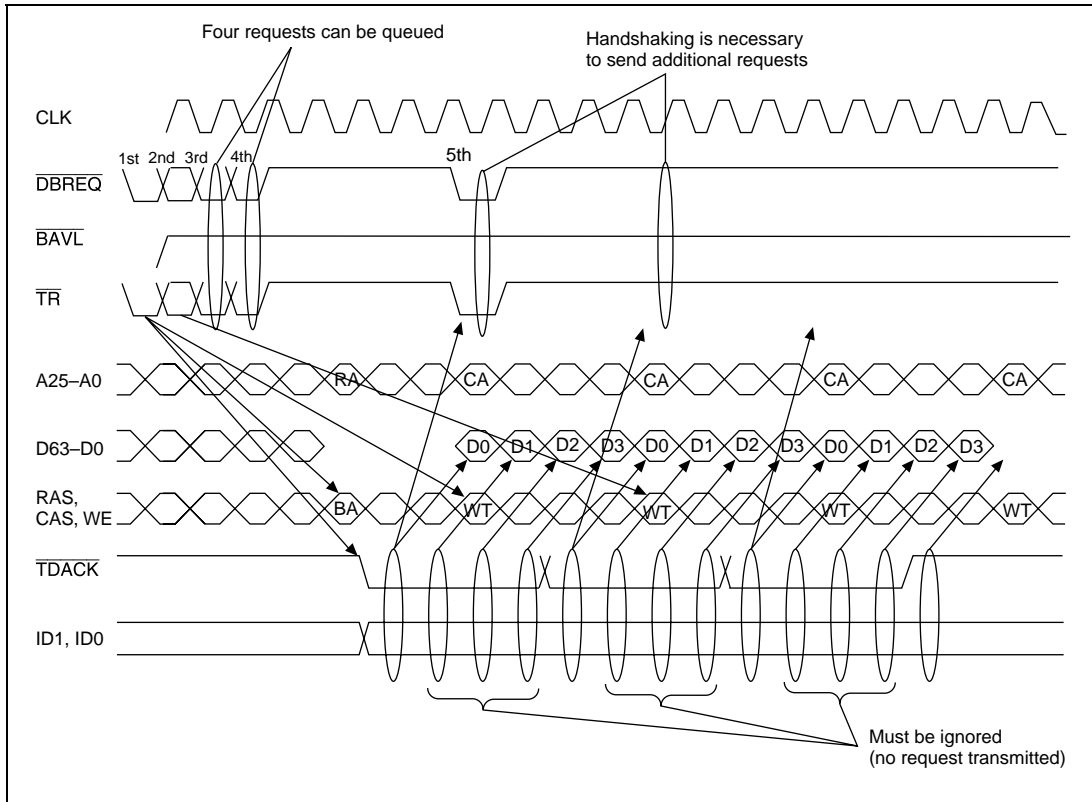 Four requests can be queued
Handshaking is necessary
to send additional requests
CLK
1st 2nd 3rd 4th 5th
DBREQ
BAVL
TR
A25–A0 RA CA CA CA CA
D63–D0 D0 D1 D2 D3 D0 D1 D2 D3 D0 D1 D2 D3
RAS,
CAS, WE BA WT WT WT WT
TDACK
ID1, ID0
Must be ignored
(no request transmitted)